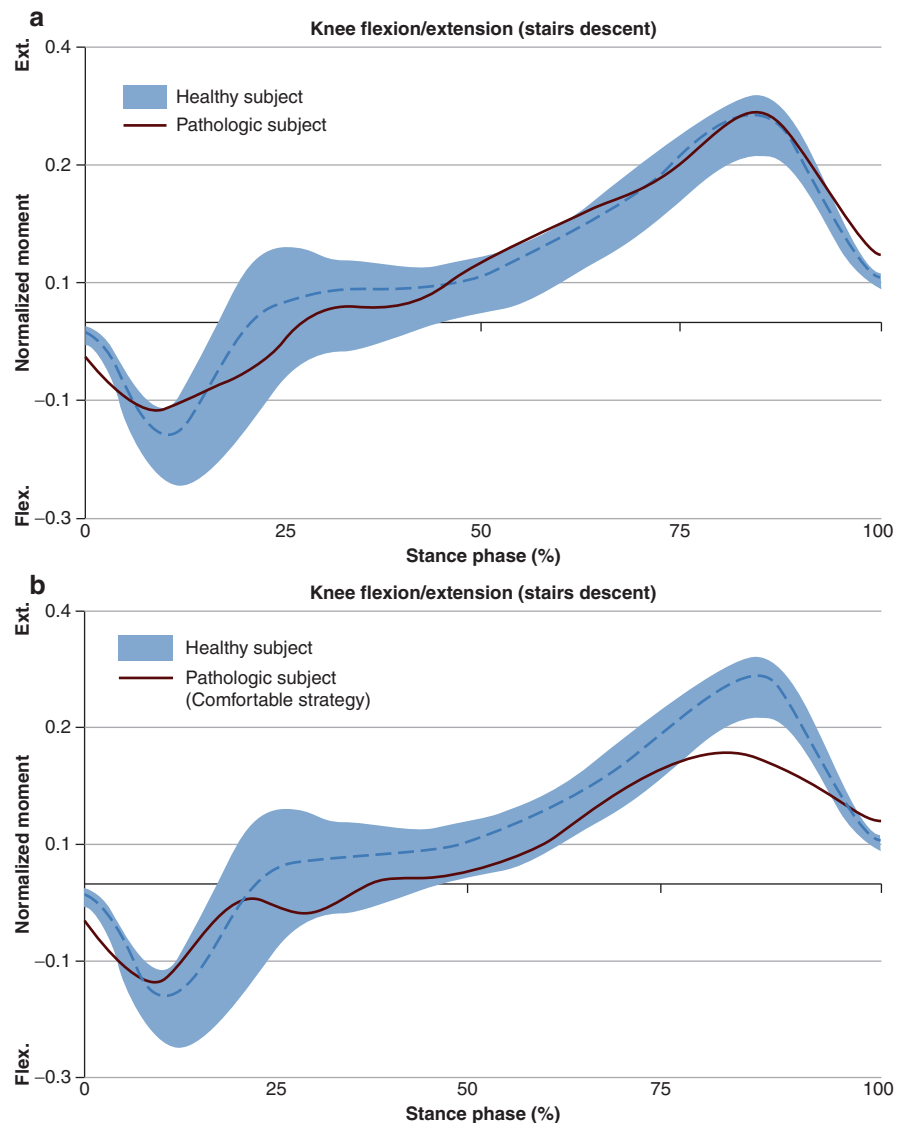 a
Knee flexion/extension (stairs descent)
Ext.
0.4
Healthy subject
Pathologic subject
0.2
Normalized moment
0.1
–0.1
Flex.
–0.3
0 25 50 75 100
Stance phase (%)
b
Knee flexion/extension (stairs descent)
Ext.
0.4
Healthy subject
Pathologic subject
(Comfortable strategy)
0.2
Normalized moment
0.1
–0.1
Flex.
–0.3
0 25 50 75 100
Stance phase (%)